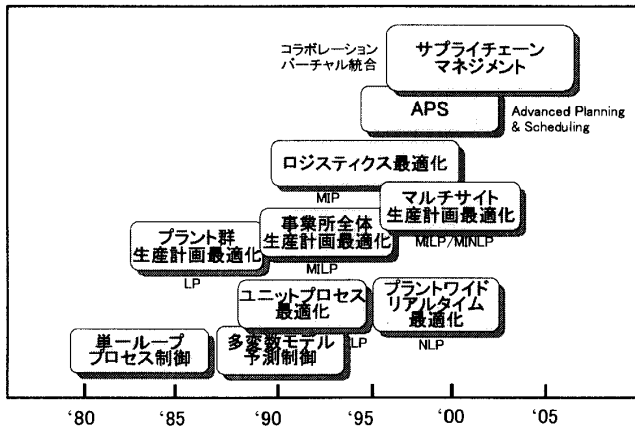 コラボレーション
バーチャル統合
サプライチェーン
マネジメント
APS
Advanced Planning
& Scheduling
ロジスティクス最適化
MIP
マルチサイト
生産計画最適化
MILP/MINLP
事業所全体
生産計画最適化
MILP
プラント群
生産計画最適化
LP
ユニットプロセス
最適化
LP
プラントワイド
リアルタイム
最適化
NLP
単一ループ
プロセス制御
多変数モデル
予測制御
'80 '85 '90 '95 '00 '05